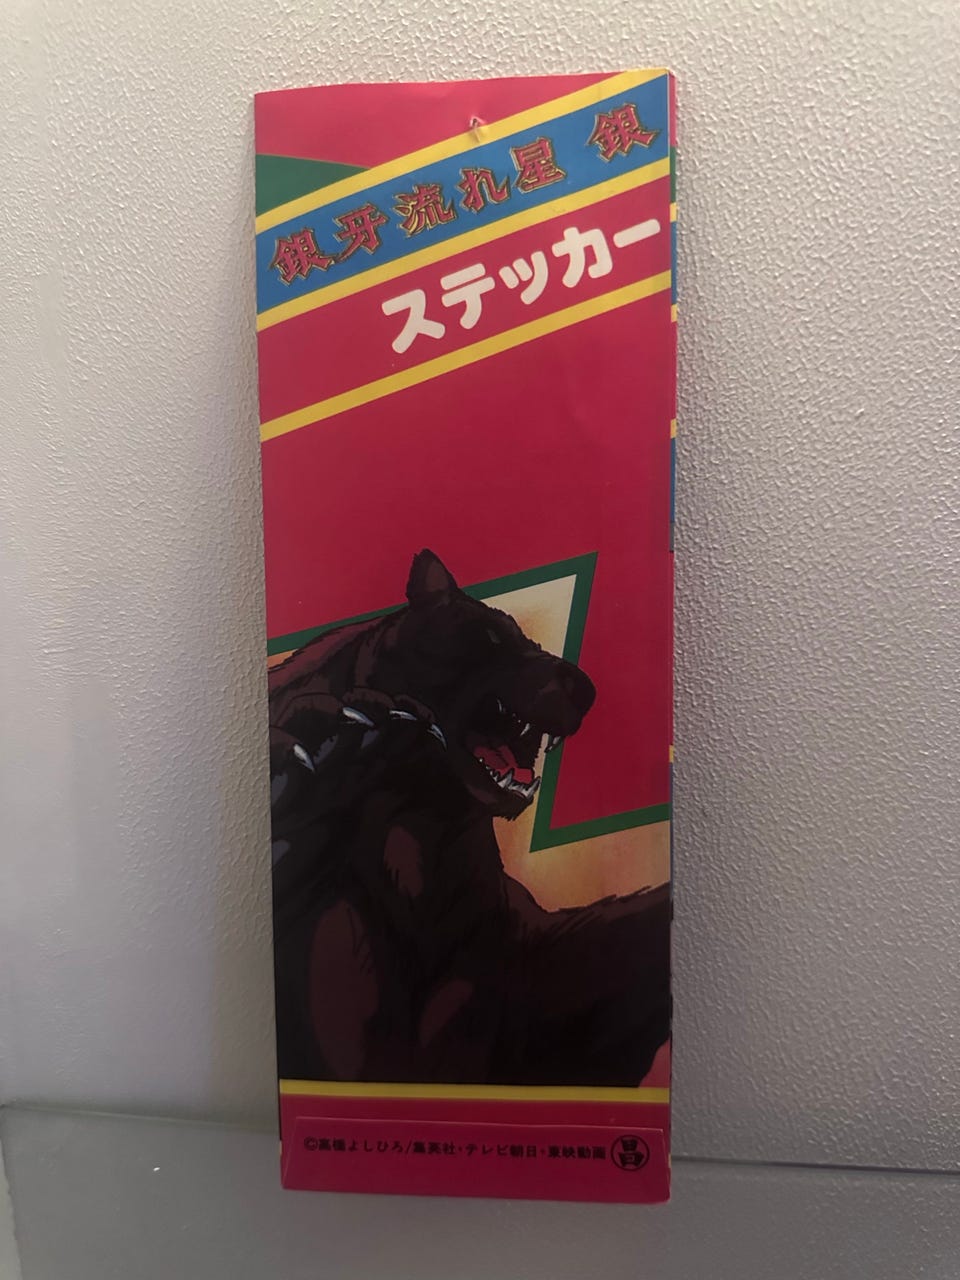 銀牙流れ星 銀
ステッカー
©高橋よしひろ/集英社・テレビ朝日・東映動画